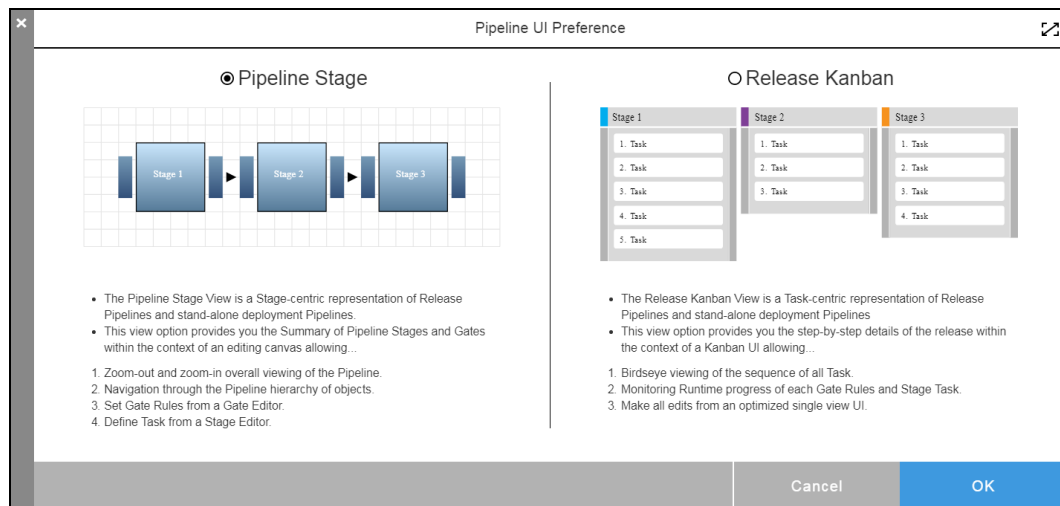 Pipeline UI Preference
Pipeline Stage
Stage 1
Stage 2
Stage 3
• The Pipeline Stage View is a Stage-centric representation of Release
Pipelines and stand-alone deployment Pipelines.
• This view option provides you the Summary of Pipeline Stages and Gates
within the context of an editing canvas allowing...
1. Zoom-out and zoom-in overall viewing of the Pipeline.
2. Navigation through the Pipeline hierarchy of objects.
3. Set Gate Rules from a Gate Editor.
4. Define Task from a Stage Editor.
Release Kanban
Stage 1
1. Task
2. Task
3. Task
4. Task
5. Task
Stage 2
1. Task
2. Task
3. Task
Stage 3
1. Task
2. Task
3. Task
4. Task
• The Release Kanban View is a Task-centric representation of Release
Pipelines and stand-alone deployment Pipelines
• This view option provides you the step-by-step details of the release within
the context of a Kanban UI allowing...
1. Birdseye viewing of the sequence of all Task.
2. Monitoring Runtime progress of each Gate Rules and Stage Task.
3. Make all edits from an optimized single view UI.
Cancel
OK